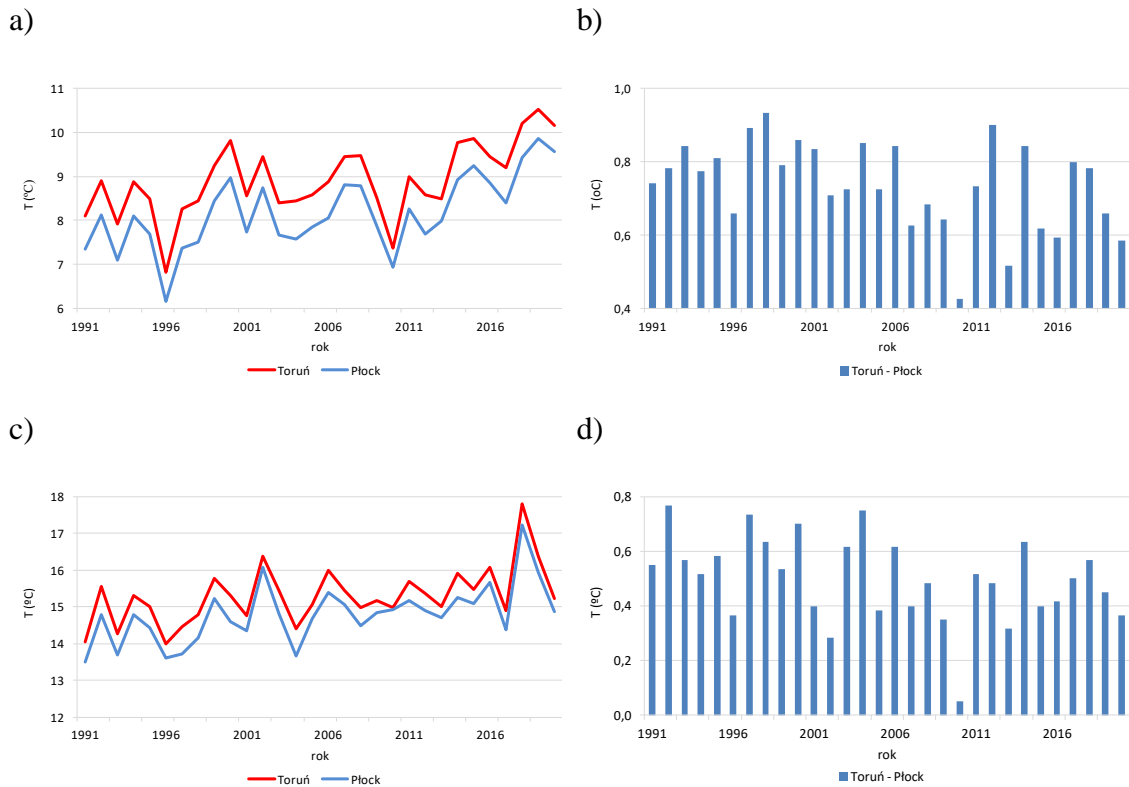 a)
b)
11
10
9
8
7
6
T (°C)
1991 1996 2001 2006 2011 2016
rok
Toruń Płock
1,0
0,8
0,6
0,4
T (oC)
1991 1996 2001 2006 2011 2016
rok
Toruń - Płock
c)
d)
18
17
16
15
14
13
12
T (ºC)
1991 1996 2001 2006 2011 2016
rok
Toruń Płock
0,8
0,6
0,4
0,2
0,0
T (ºC)
1991 1996 2001 2006 2011 2016
rok
Toruń - Płock